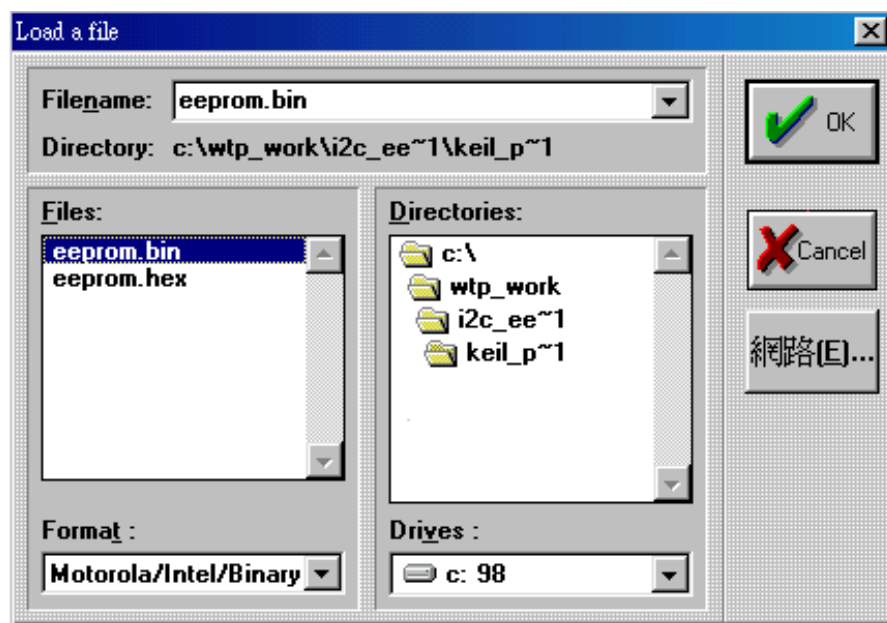 Load a file
Filename: eeprom.bin
Directory: c:\wtp_work\i2c_ee~1\keil_p~1
Files:
eeprom.bin
eeprom.hex
Format :
Motorola/Intel/Binary
Directories:
c:\
wtp_work
i2c_ee~1
keil_p~1
Drives :
c: 98
OK
Cancel
網路(E)...